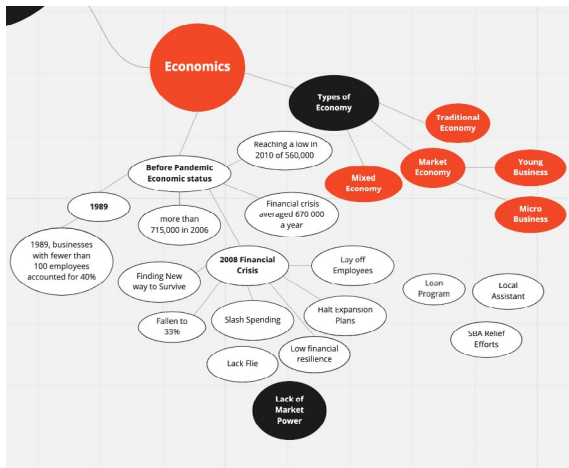 Economics
Types of
Economy
Traditional
Economy
Market
Economy
Young
Business
Mixed
Economy
Micro
Business
Reaching a low in
2010 of 560,000
Before Pandemic
Economic status
1989
more than
715,000 in 2006
Financial crisis
averaged 670 000
a year
1989, businesses
with fewer than
100 employees
accounted for 40%
2008 Financial
Crisis
Lay off
Employees
Finding New
way to Survive
Halt Expansion
Plans
Slash Spending
Fallen to
33%
Low financial
resilience
Lack Flie
Loan
Program
Local
Assistant
SBA Relief
Efforts
Lack of
Market
Power